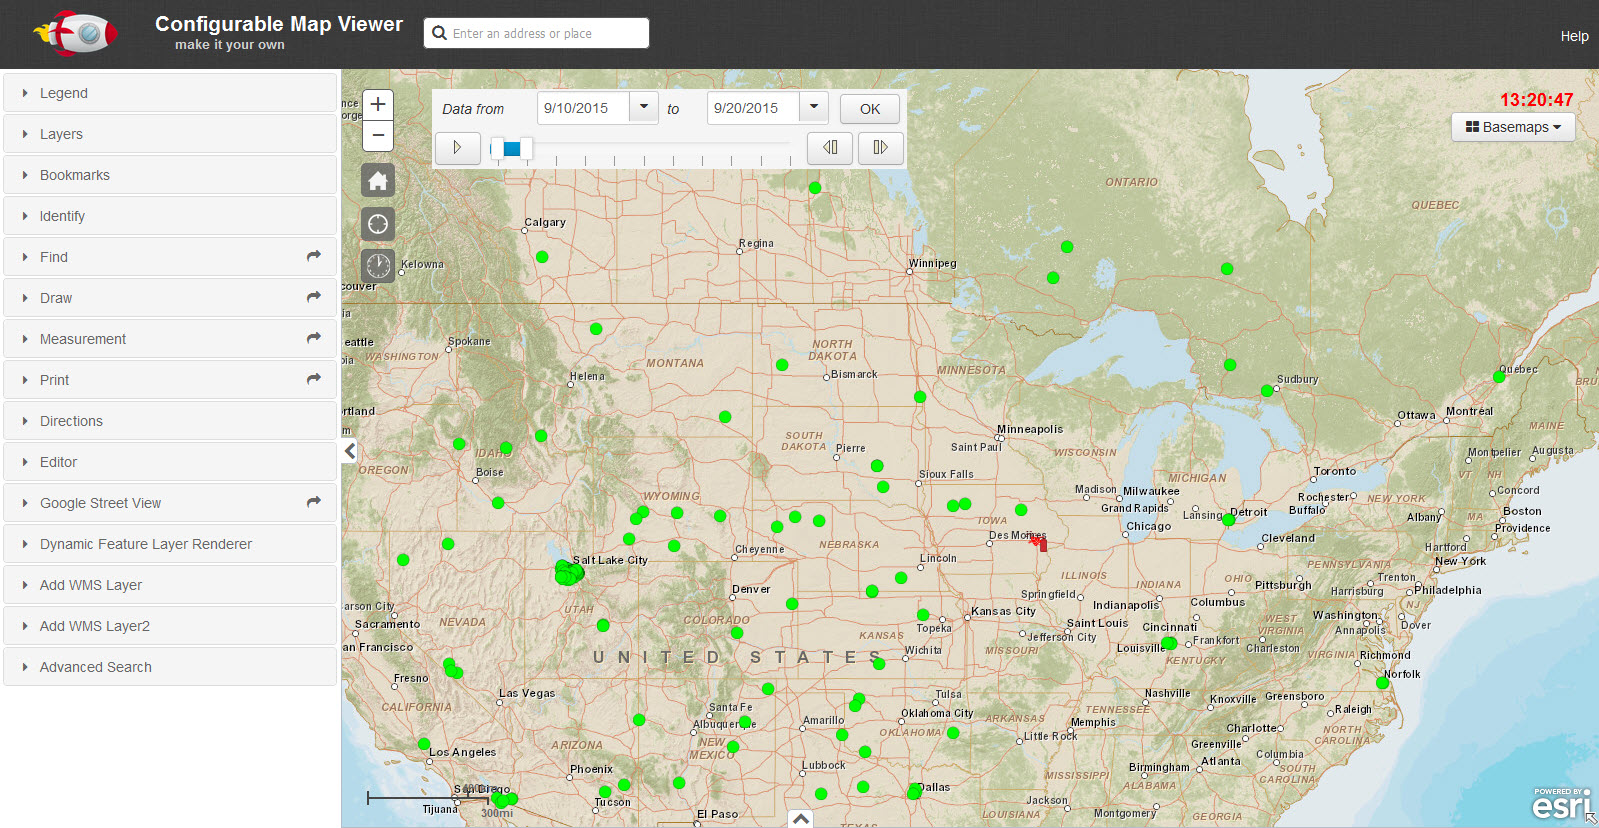 Configurable Map Viewer
make it your own
Enter an address or place
Help
Legend
Layers
Bookmarks
Identify
Find
Draw
Measurement
Print
Directions
Editor
Google Street View
Dynamic Feature Layer Renderer
Add WMS Layer
Add WMS Layer2
Advanced Search
+
−
Data from 9/10/2015 to 9/20/2015 OK
13:20:47
Basemaps
ONTARIO
QUEBEC
Calgary
Regina
Winnipeg
Kelowna
couver
eattle
WASHINGTON
Spokane
MONTANA
Helena
NORTH
DAKOTA
Bismarck
MINNESOTA
Sudbury
Quebec
Ottawa
Montréal
MAINE
ortland
SOUTH
DAKOTA
Pierre
Minneapolis
Saint Paul
WISCONSIN
Montpelier
Augusta
OREGON
IDAHO
Boise
Sioux Falls
MICHIGAN
Toronto
VT
NH
WYOMING
Madison
Milwaukee
Grand Rapids
Rochester
Buffalo
NEW YORK
Concord
IOWA
Lansing
Detroit
Albany
MA
Boston
Providence
Des Moines
Chicago
Cleveland
Hartford
NEBRASKA
Cheyenne
Lincoln
Salt Lake City
New York
PENNSYLVANIA
ILLINOIS
INDIANA
OHIO
Pittsburgh
Trenton
Harrisburg
Philadelphia
Denver
Springfield
Indianapolis
Columbus
NJ
arson City
UTAH
Kansas City
Washington
Dover
Sacramento
NEVADA
COLORADO
Topeka
KANSAS
Saint Louis
Jefferson City
Cincinnati
WEST
VIRGINIA
Annapolis
an Francisco
UNITED STATES
Wichita
MISSOURI
Louisville
Frankfort
KENTUCKY
Charleston
VIRGINIA
Richmond
Norfolk
Fresno
Las Vegas
Tulsa
Nashville
Knoxville
Greensboro
CALIFORNIA
Santa Fe
Albuquerque
Amarillo
Oklahoma City
OKLAHOMA
ARKANSAS
TENNESSEE
Memphis
Raleigh
Charlotte
NORTH
CAROLINA
Los Angeles
ARIZONA
NEW
MEXICO
Little Rock
Greenville
Columbia
Phoenix
Lubbock
Atlanta
Birmingham
SOUTH
CAROLINA
MISSISSIPPI
ALABAMA
San Diego
Tijuana
300mi
Tucson
El Paso
Dallas
TEXAS
Jackson
LOUISIANA
Montgomery
GEORGIA
POWERED BY
esri